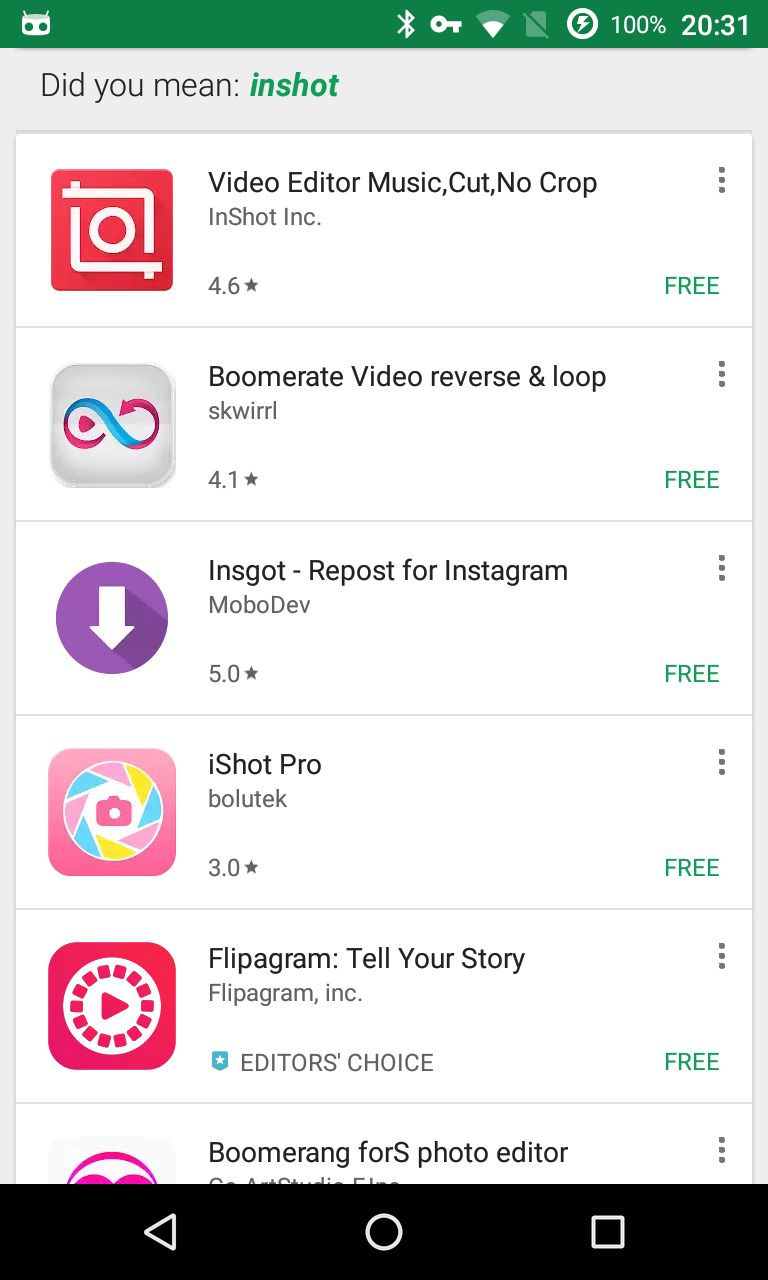 100% 20:31
Did you mean: inshot
Video Editor Music,Cut,No Crop
InShot Inc.
4.6
FREE
Boomerate Video reverse & loop
skwirrl
4.1
FREE
Insgot - Repost for Instagram
MoboDev
5.0
FREE
iShot Pro
bolutek
3.0
FREE
Flipagram: Tell Your Story
Flipagram, inc.
EDITORS' CHOICE
FREE
Boomerang forS photo editor